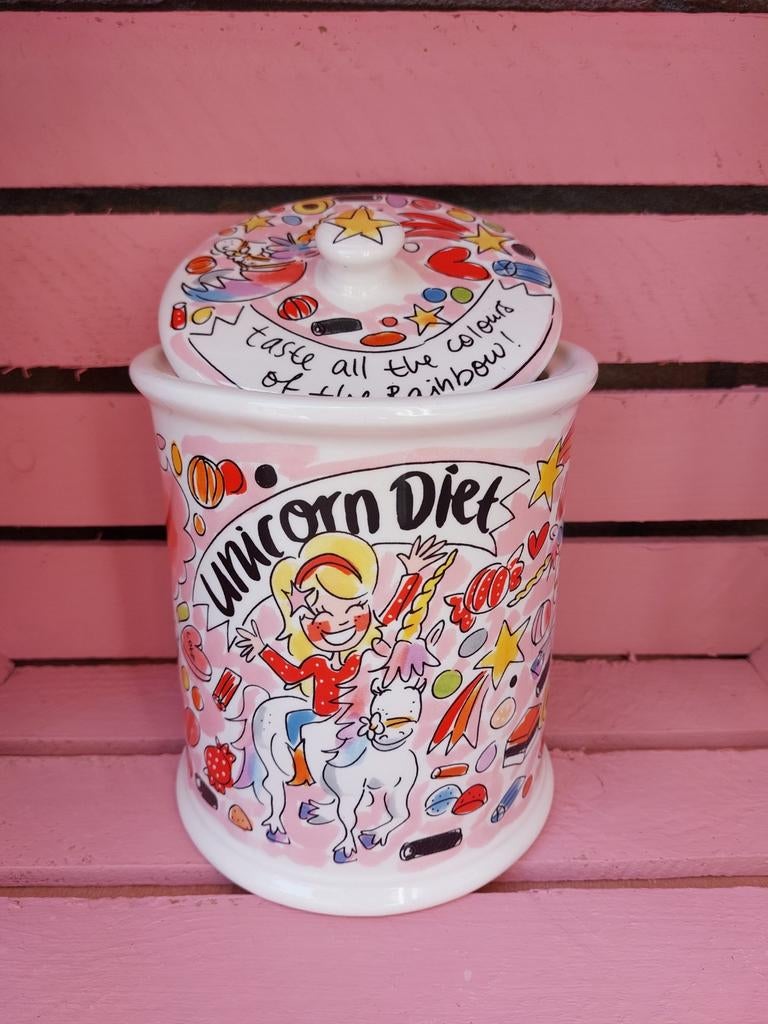 taste all the colours
of the Rainbow!
Unicorn Diet